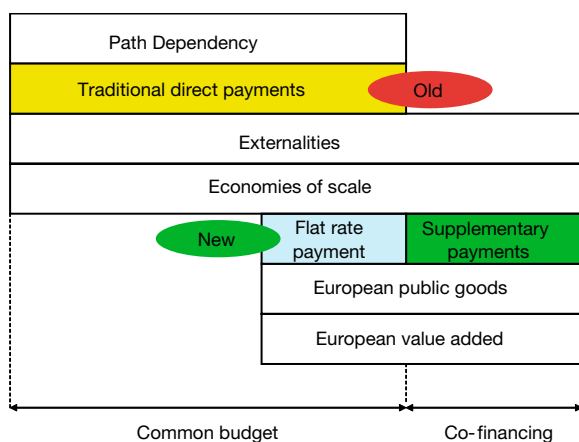 Path Dependency
Traditional direct payments
Old
Externalities
Economies of scale
New
Flat rate
payment
Supplementary
payments
European public goods
European value added
Common budget
Co-financing